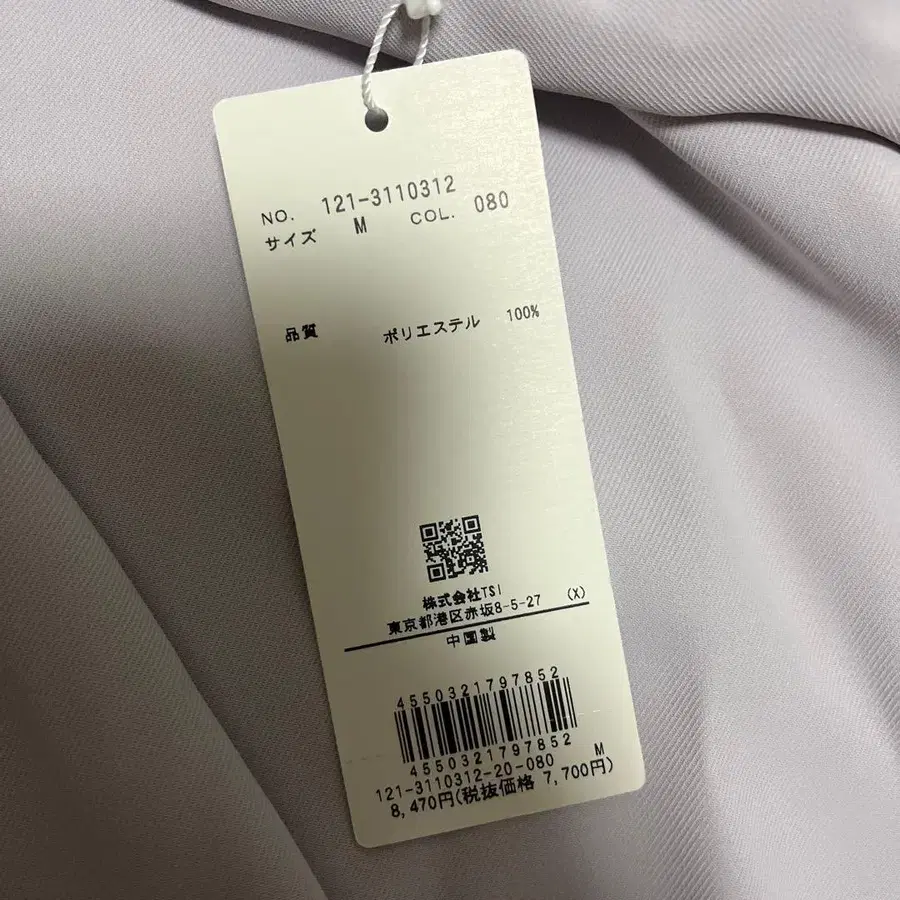 NO. 121-3110312
サイズ M COL. 080
品質 ポリエステル 100%
株式会社TSI
東京都港区赤坂8-5-27 (X)
中国製
4550321797852
4550321797852
121-3110312-20-080 M
8,470円(税抜価格 7,700円)